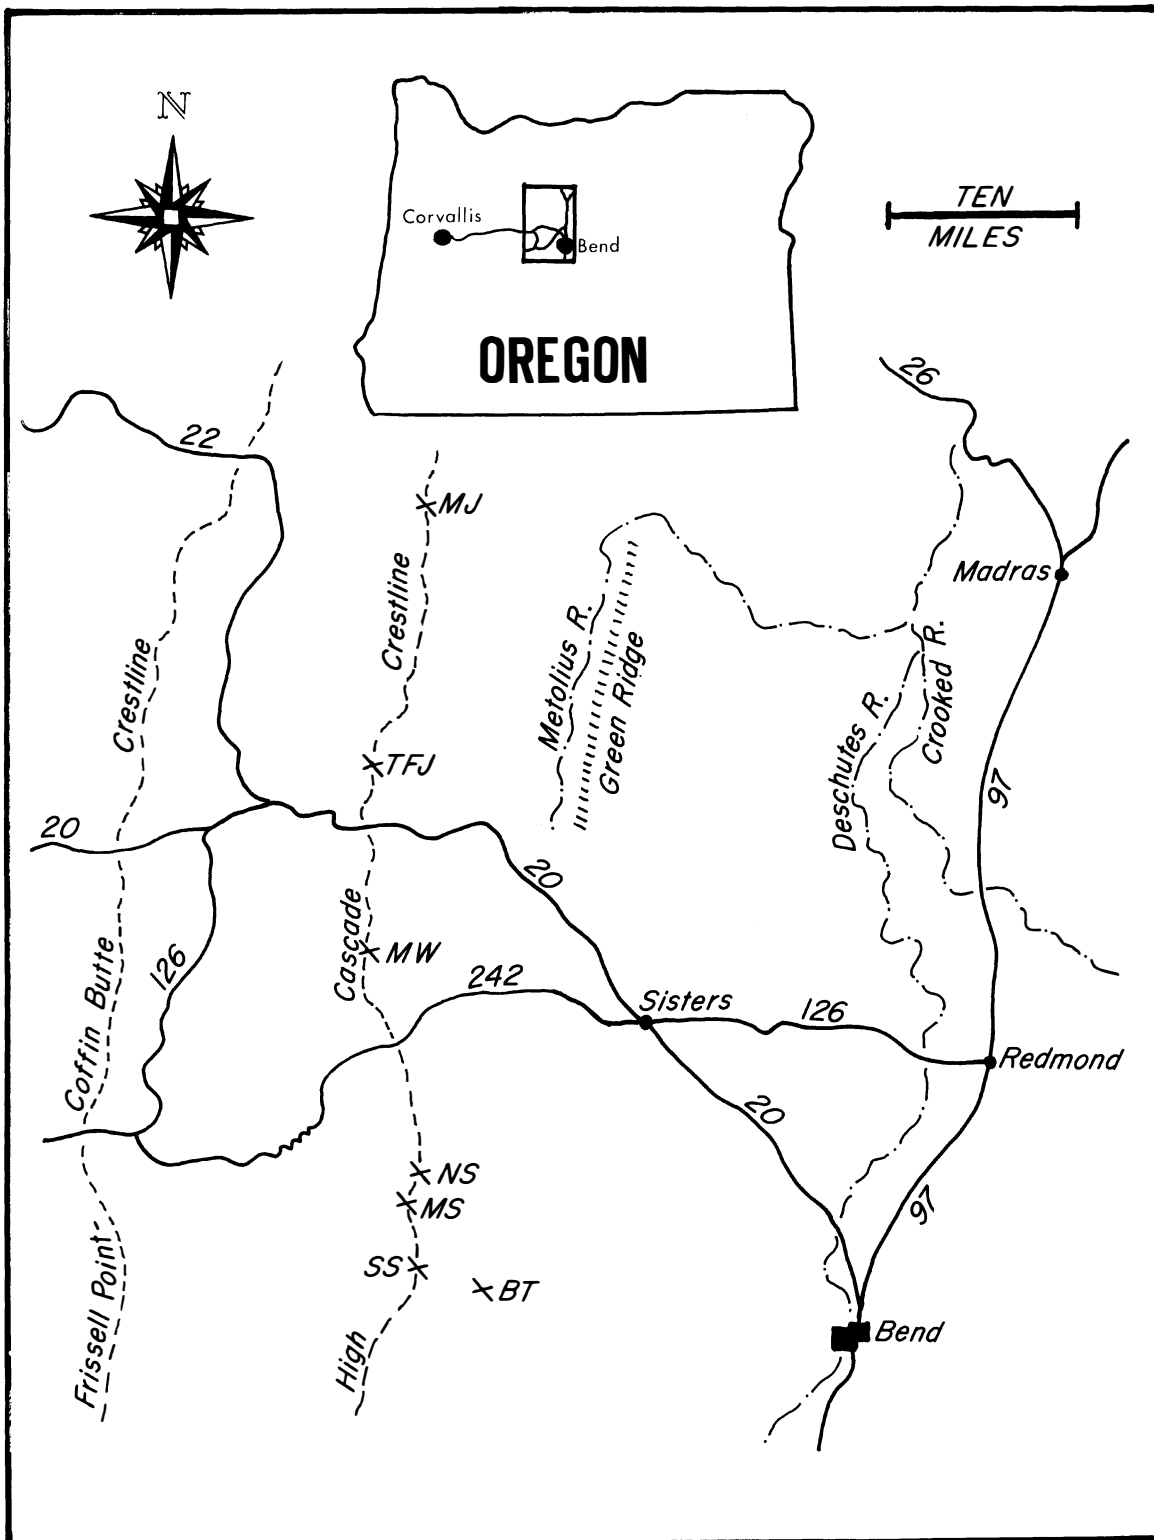 N
Corvallis
Bend
OREGON
TEN
MILES
26
22
MJ
Crestline
Madras
Metolius R.
Green Ridge
Crooked R.
Crestline
Deschutes R.
TFJ
97
20
20
Cascade
MW
Coffin Butte
126
242
Sisters
126
Redmond
20
NS
MS
97
SS
BT
Frissell Point
High
Bend